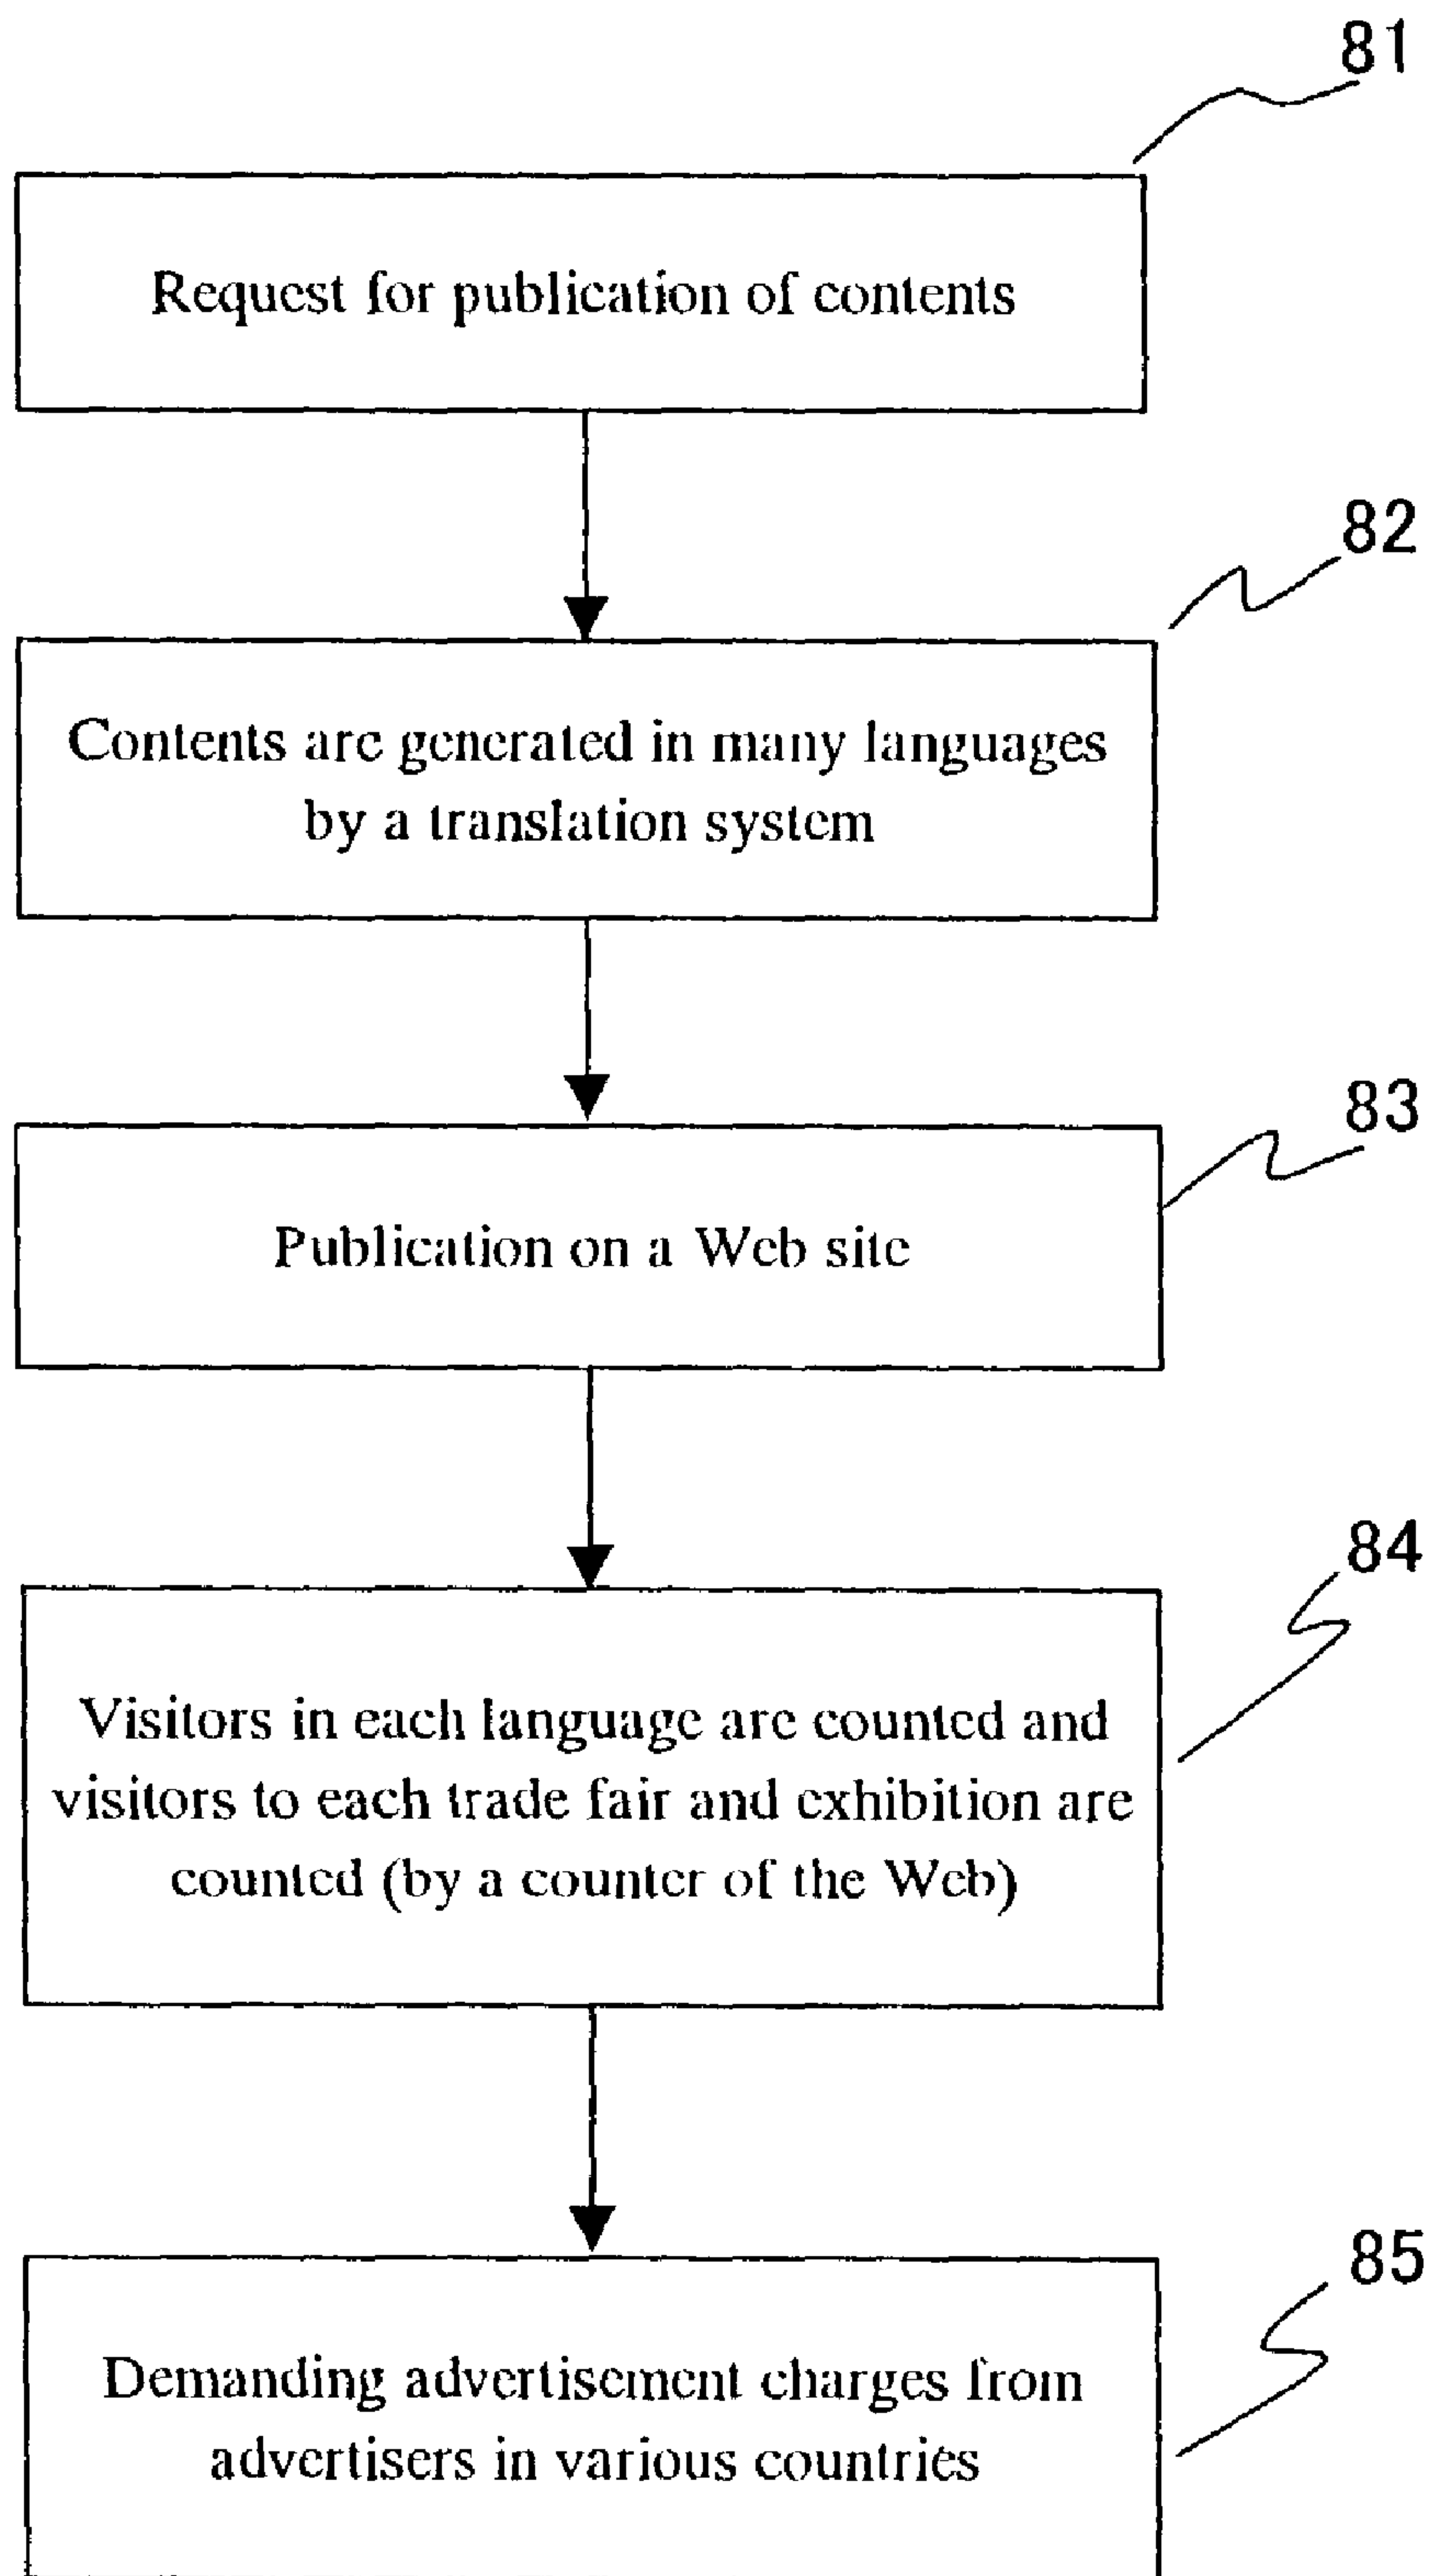 81
Request for publication of contents
82
Contents are generated in many languages
by a translation system
83
Publication on a Web site
84
Visitors in each language are counted and
visitors to each trade fair and exhibition are
counted (by a counter of the Web)
85
Demanding advertisement charges from
advertisers in various countries